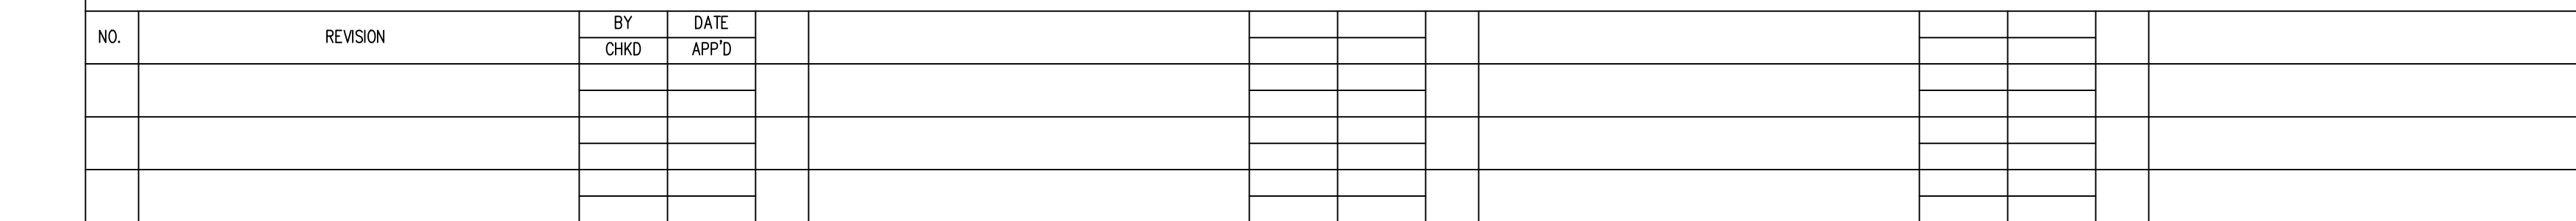 NO.
REVISION
BY
DATE
CHKD
APP'D